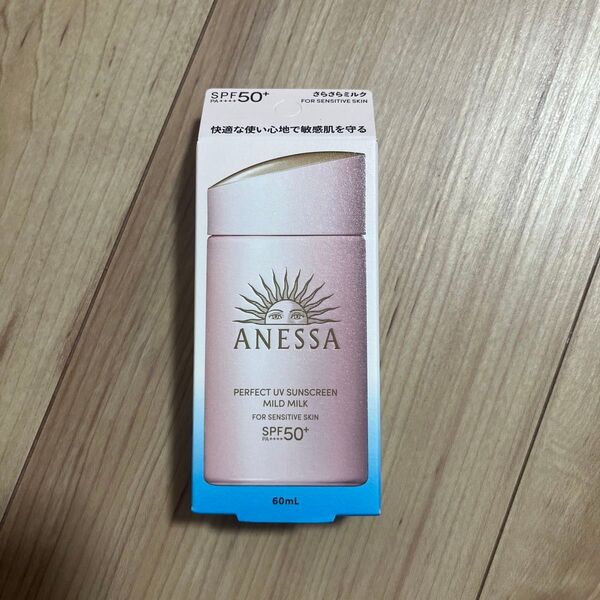 SPF50+
PA++++
さらさらミルク
FOR SENSITIVE SKIN
快適な使い心地で敏感肌を守る
ANESSA
PERFECT UV SUNSCREEN
MILD MILK
FOR SENSITIVE SKIN
SPF50+
PA++++
60mL